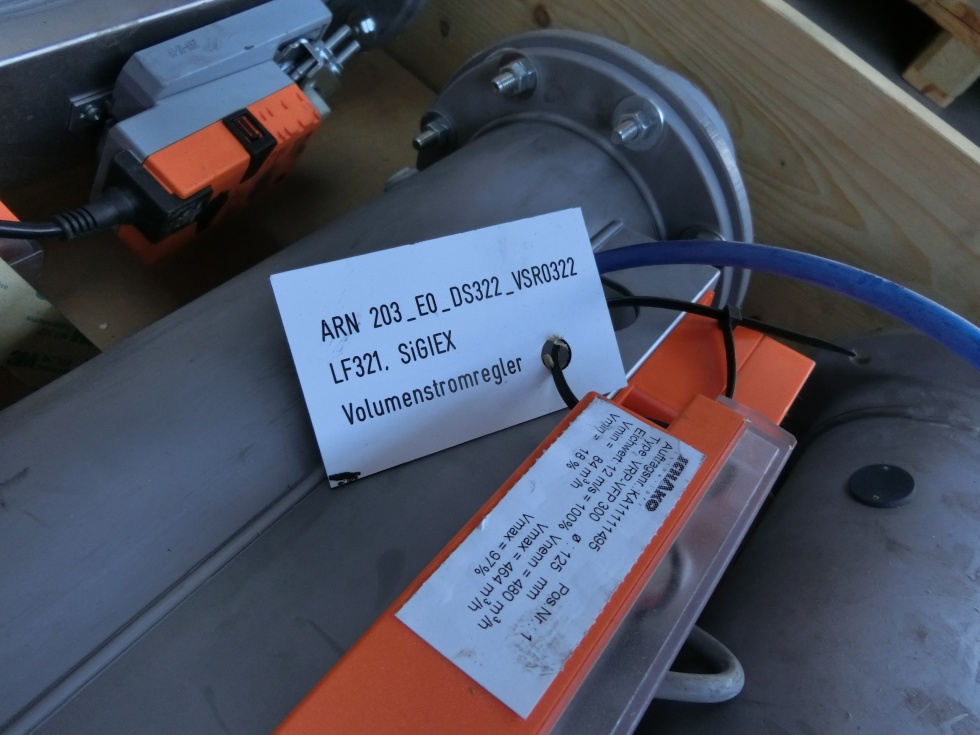 ARN 203_E0_DS322_VSR0322
LF321. SiGIEX
Volumenstromregler
SCHAKO
Auftragsnr.:KA11111495 Pos.Nr.: 1
Type VRP-VFP 300 ø : 125 mm
Eichwert 12 m/s = 100% Vnenn = 480 m³/h
Vmin = 84 m³/h Vmax = 464 m³/h
Vmin = 18 % Vmax = 97%